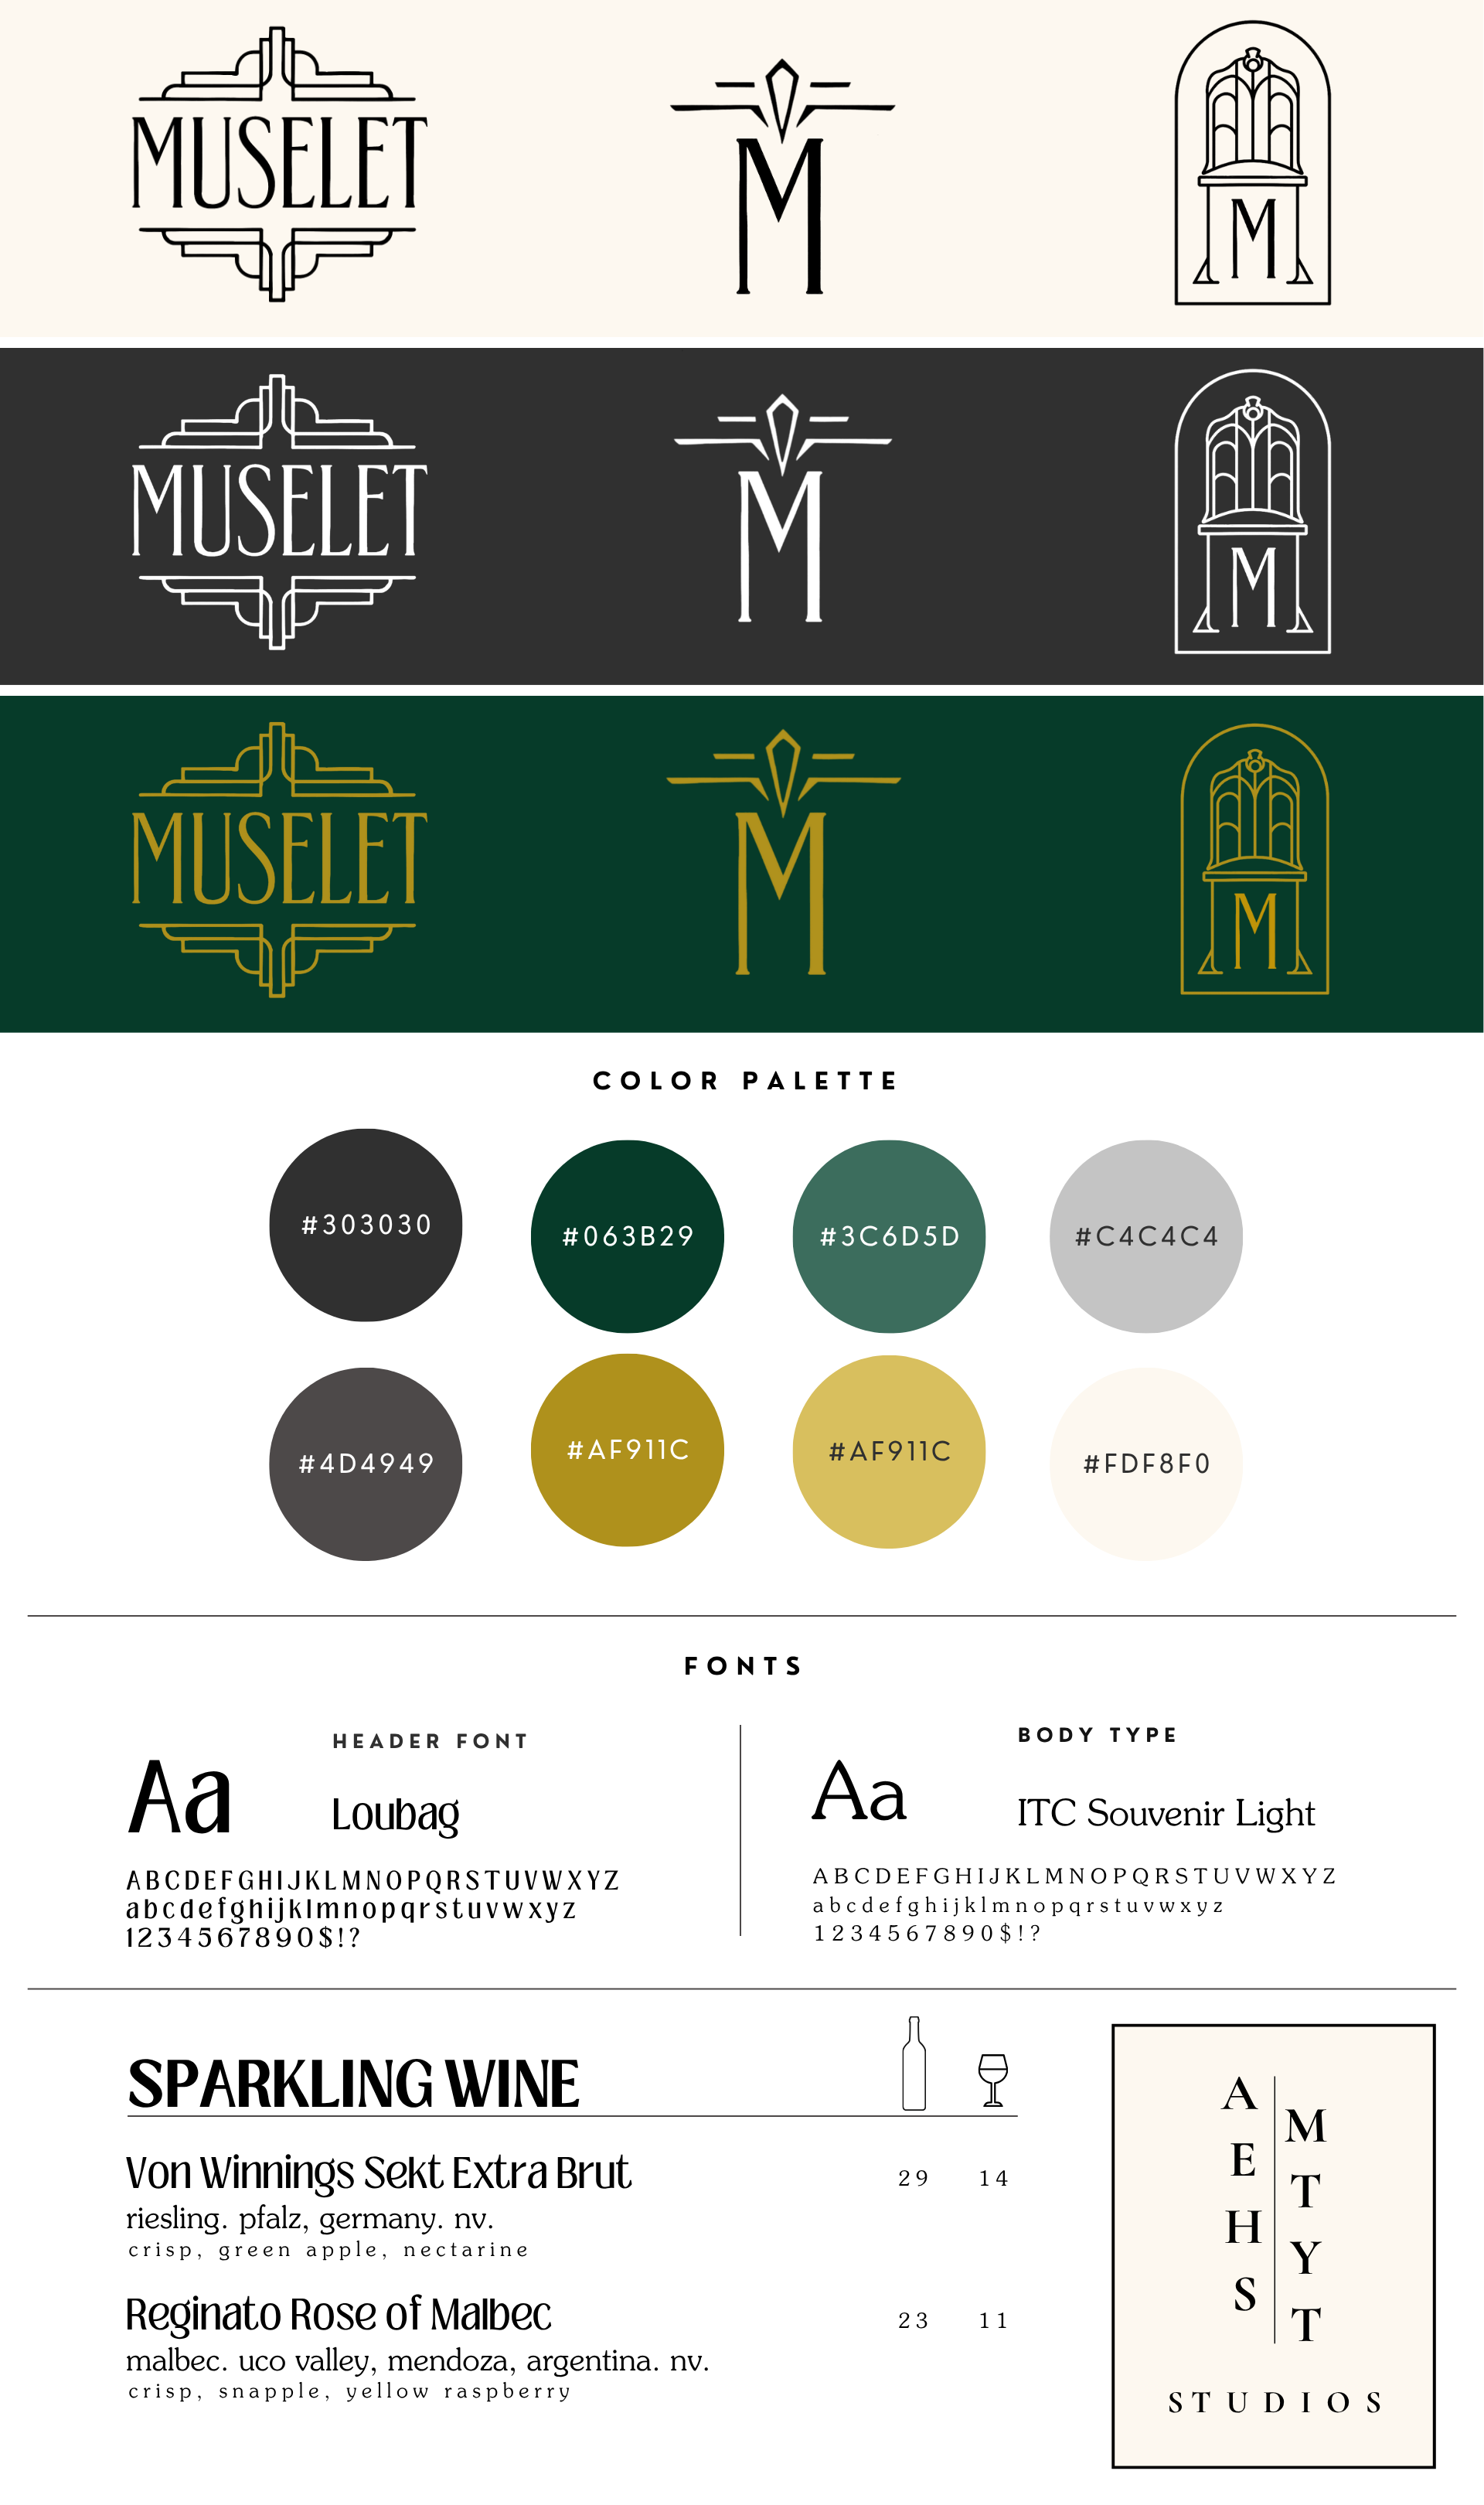 MUSELET
M
M
MUSELET
M
M
MUSELET
M
M
COLOR PALETTE
#303030
#063B29
#3C6D5D
#C4C4C4
#4D4949
#AF911C
#AF911C
#FDF8F0
FONTS
HEADER FONT
Aa
Loubag
ABCDEFGHIJKLMNOPQRSTUVWXYZ
abcdefghijklmnopqrstuvwxyz
1234567890$!?
BODY TYPE
Aa
ITC Souvenir Light
ABCDEFGHIJKLMNOPQRSTUVWXYZ
abcdefghijklmnopqrstuvwxyz
1234567890$!?
SPARKLING WINE
Von Winnings Sekt Extra Brut 29 14
riesling. pfalz, germany. nv.
crisp, green apple, nectarine
Reginato Rose of Malbec 23 11
malbec. uco valley, mendoza, argentina. nv.
crisp, snapple, yellow raspberry
A
M
E
T
H
Y
S
T
STUDIOS